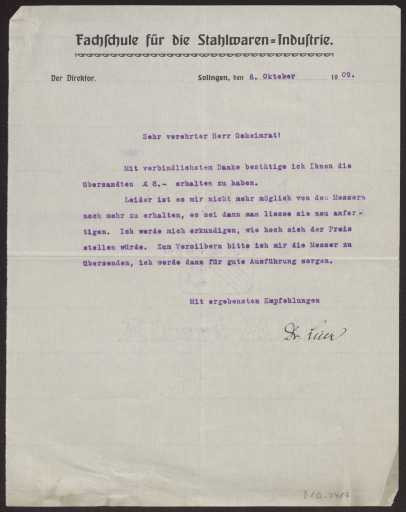 Fachschule für die Stahlwaren=Industrie.
Der Direktor. Solingen, den 6. Oktober 1909.
Sehr verehrter Herr Geheimrat!
Mit verbindlichstem Danke bestätige ich Ihnen die
übersandten M 8.- erhalten zu haben.
Leider ist es mir nicht mehr möglich von den Messern
noch mehr zu erhalten, es sei denn man liesse sie neu anfer-
tigen. Ich werde mich erkundigen, wie hoch sich der Preis
stellen würde. Zum Versilbern bitte ich mir die Messer zu
übersenden, ich werde dann für gute Ausführung sorgen.
Mit ergebensten Empfehlungen
Dr.